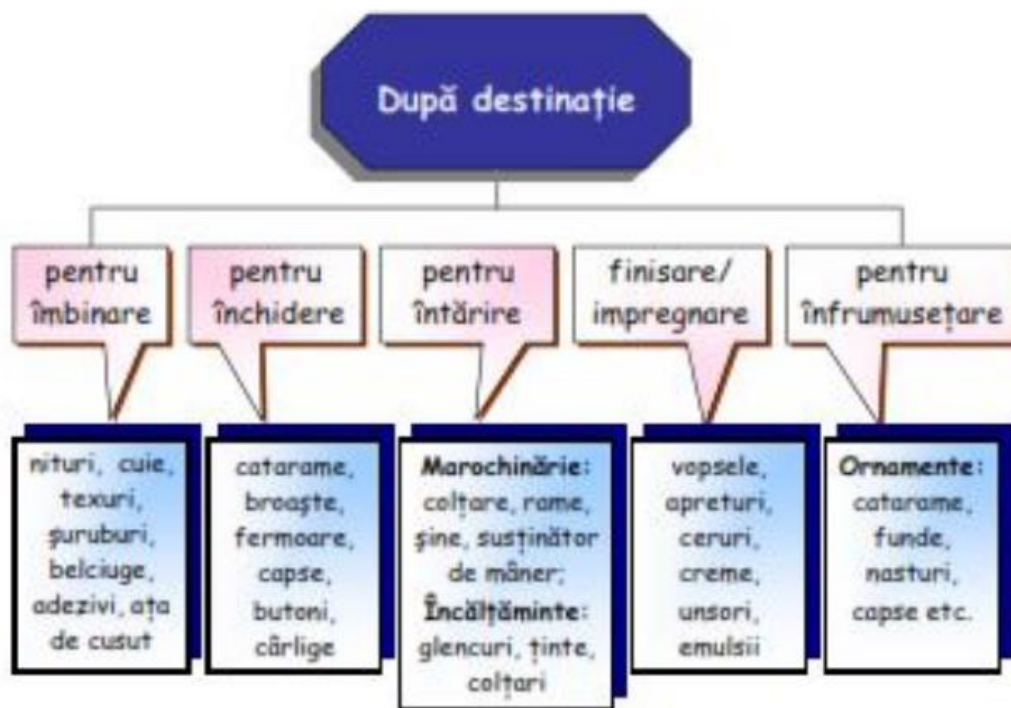 După destinație
pentru
îmbinare
pentru
închidere
pentru
întărire
finisare/
impregnare
pentru
înfrumusețare
nituri, cuie,
texuri,
șuruburi,
belciuge,
adezivi, ața
de cusut
catarame,
broaște,
fermoare,
capse,
butoni,
cârlige
Marochinărie:
colțare, rame,
șine, susținător
de mâner;
Încălțăminte:
glencuri, ținte,
colțari
vopsele,
apreturi,
ceruri,
creme,
unsori,
emulsii
Ornamente:
catarame,
funde,
nasturi,
capse etc.